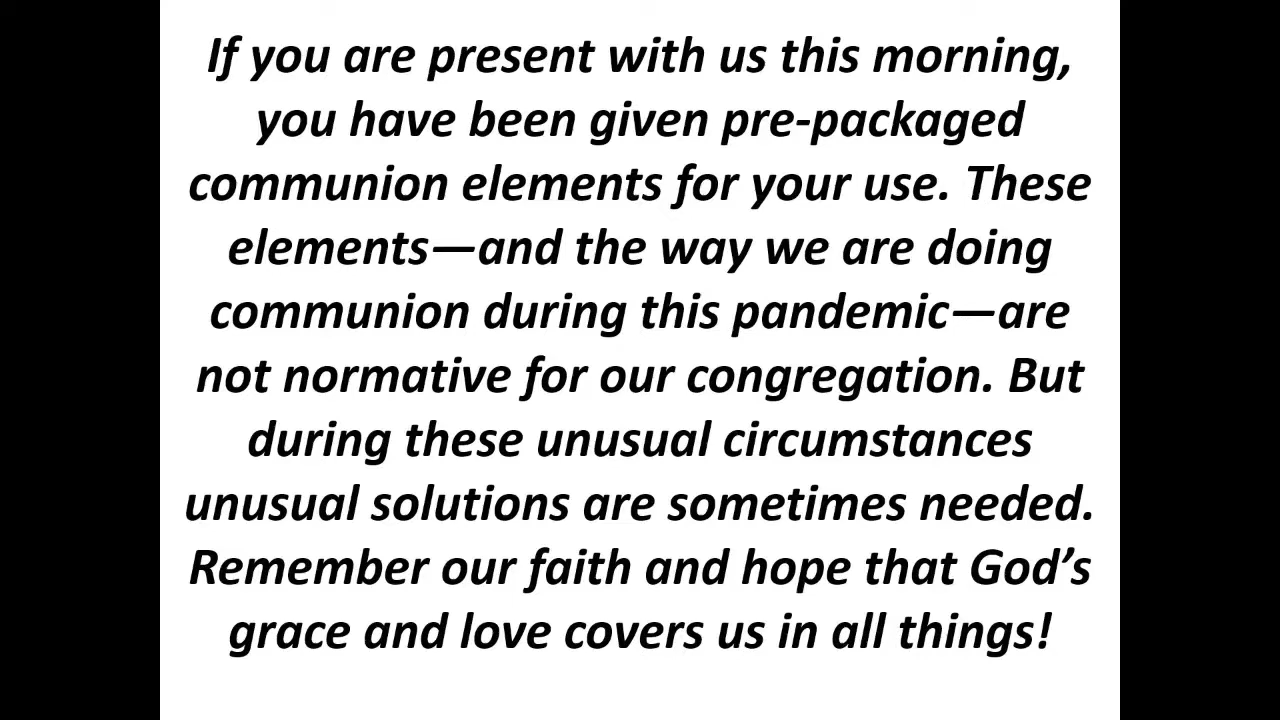 If you are present with us this morning,
you have been given pre-packaged
communion elements for your use. These
elements—and the way we are doing
communion during this pandemic—are
not normative for our congregation. But
during these unusual circumstances
unusual solutions are sometimes needed.
Remember our faith and hope that God’s
grace and love covers us in all things!